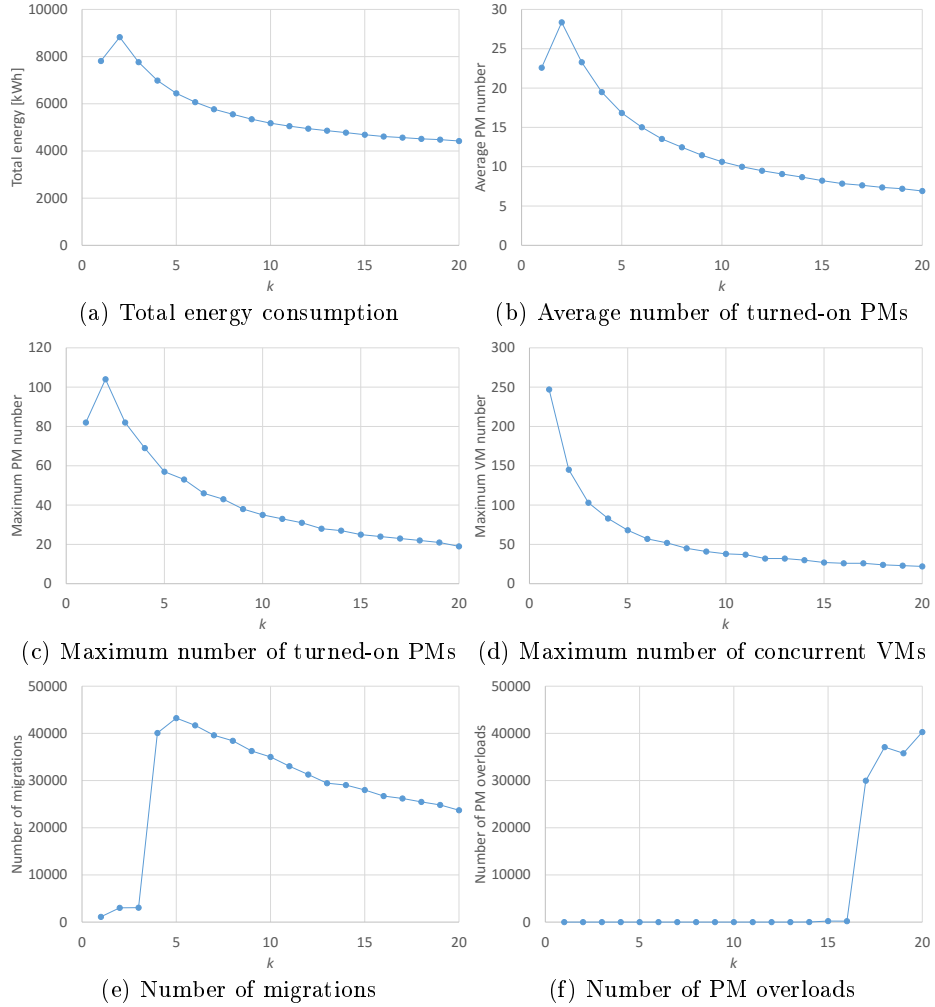 10000
8000
6000
4000
2000
0
Total energy [kWh]
0 5 10 15 20
k
(a) Total energy consumption
30
25
20
15
10
5
0
Average PM number
0 5 10 15 20
k
(b) Average number of turned-on PMs
120
100
80
60
40
20
0
Maximum PM number
0 5 10 15 20
k
(c) Maximum number of turned-on PMs
300
250
200
150
100
50
0
Maximum VM number
0 5 10 15 20
k
(d) Maximum number of concurrent VMs
50000
40000
30000
20000
10000
0
Number of migrations
0 5 10 15 20
k
(e) Number of migrations
50000
40000
30000
20000
10000
0
Number of PM overloads
0 5 10 15 20
k
(f) Number of PM overloads